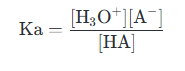 Ka = [H₃O⁺][A⁻] / [HA]